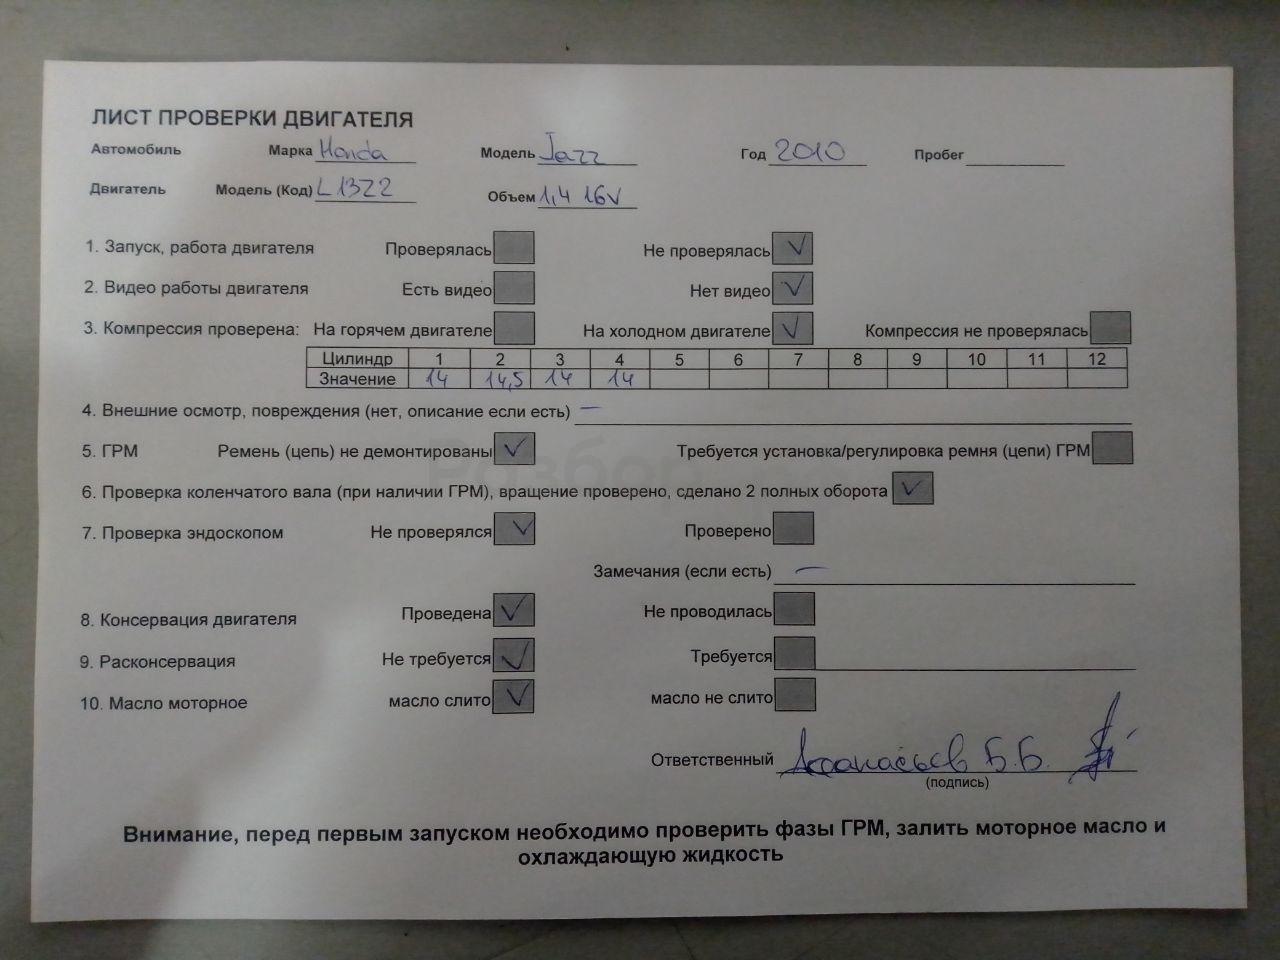 ЛИСТ ПРОВЕРКИ ДВИГАТЕЛЯ
Автомобиль Марка Honda Модель Jazz Год 2010 Пробег
Двигатель Модель (Код) L13Z2 Объем 1,4 16V
1. Запуск, работа двигателя Проверялась Не проверялась
2. Видео работы двигателя Есть видео Нет видео
3. Компрессия проверена: На горячем двигателе На холодном двигателе Компрессия не проверялась
Цилиндр 1 2 3 4 5 6 7 8 9 10 11 12
Значение 14 14,5 14 14
4. Внешние осмотр, повреждения (нет, описание если есть) —
5. ГРМ Ремень (цепь) не демонтированы Требуется установка/регулировка ремня (цепи) ГРМ
6. Проверка коленчатого вала (при наличии ГРМ), вращение проверено, сделано 2 полных оборота
7. Проверка эндоскопом Не проверялся Проверено
Замечания (если есть) —
8. Консервация двигателя Проведена Не проводилась
9. Расконсервация Не требуется Требуется
10. Масло моторное масло слито масло не слито
Ответственный Афанасьев Б.Б.
(подпись)
Внимание, перед первым запуском необходимо проверить фазы ГРМ, залить моторное масло и
охлаждающую жидкость